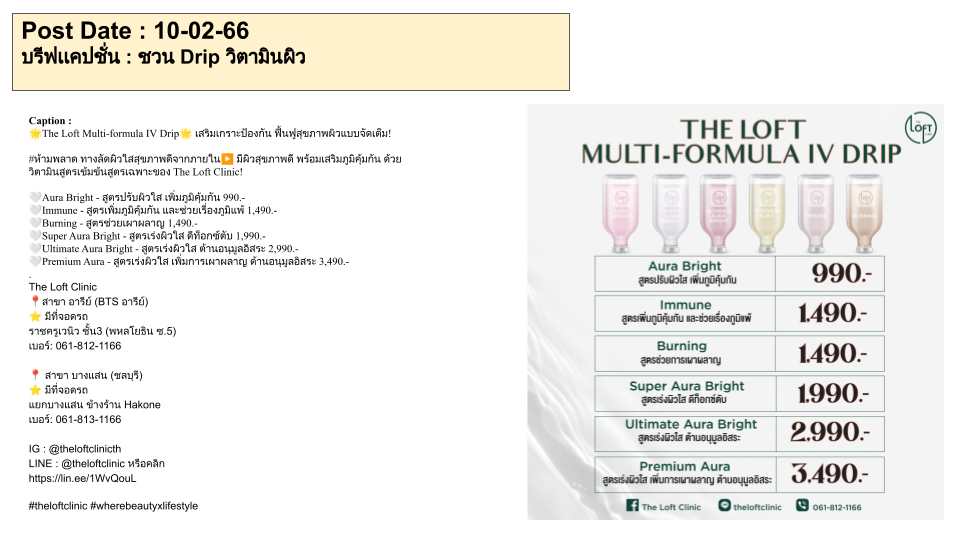 Post Date : 10-02-66
บรีฟแคปชั่น : ชวน Drip วิตามินผิว
Caption :
🌟The Loft Multi-formula IV Drip🌟 เสริมเกราะป้องกัน ฟื้นฟูสุขภาพผิวแบบจัดเต็ม!
#ห้ามพลาด ทางลัดผิวใสสุขภาพดีจากภายใน▶️ มีผิวสุขภาพดี พร้อมเสริมภูมิคุ้มกัน ด้วย
วิตามินสูตรเข้มข้นสูตรเฉพาะของ The Loft Clinic!
🤍Aura Bright - สูตรปรับผิวใส เพิ่มภูมิคุ้มกัน 990.-
🤍Immune - สูตรเพิ่มภูมิคุ้มกัน และช่วยเรื่องภูมิแพ้ 1,490.-
🤍Burning - สูตรช่วยเผาผลาญ 1,490.-
🤍Super Aura Bright - สูตรเร่งผิวใส ดีท็อกซ์ตับ 1,990.-
🤍Ultimate Aura Bright - สูตรเร่งผิวใส ต้านอนุมูลอิสระ 2,990.-
🤍Premium Aura - สูตรเร่งผิวใส เพิ่มการเผาผลาญ ต้านอนุมูลอิสระ 3,490.-
.
The Loft Clinic
📍สาขา อารีย์ (BTS อารีย์)
⭐ มีที่จอดรถ
ราชครูเวนิว ชั้น3 (พหลโยธิน ซ.5)
เบอร์: 061-812-1166
📍 สาขา บางแสน (ชลบุรี)
⭐ มีที่จอดรถ
แยกบางแสน ข้างร้าน Hakone
เบอร์: 061-813-1166
IG : @theloftclinicth
LINE : @theloftclinic หรือคลิก
https://lin.ee/1WvQouL
#theloftclinic #wherebeautyxlifestyle
THE LOFT
THE LOFT
MULTI-FORMULA IV DRIP
Aura Bright
สูตรปรับผิวใส เพิ่มภูมิคุ้มกัน
990.-
Immune
สูตรเพิ่มภูมิคุ้มกัน และช่วยเรื่องภูมิแพ้
1,490.-
Burning
สูตรช่วยการเผาผลาญ
1,490.-
Super Aura Bright
สูตรเร่งผิวใส ดีท็อกซ์ตับ
1,990.-
Ultimate Aura Bright
สูตรเร่งผิวใส ต้านอนุมูลอิสระ
2,990.-
Premium Aura
สูตรเร่งผิวใส เพิ่มการเผาผลาญ ต้านอนุมูลอิสระ
3,490.-
The Loft Clinic theloftclinic 061-812-1166